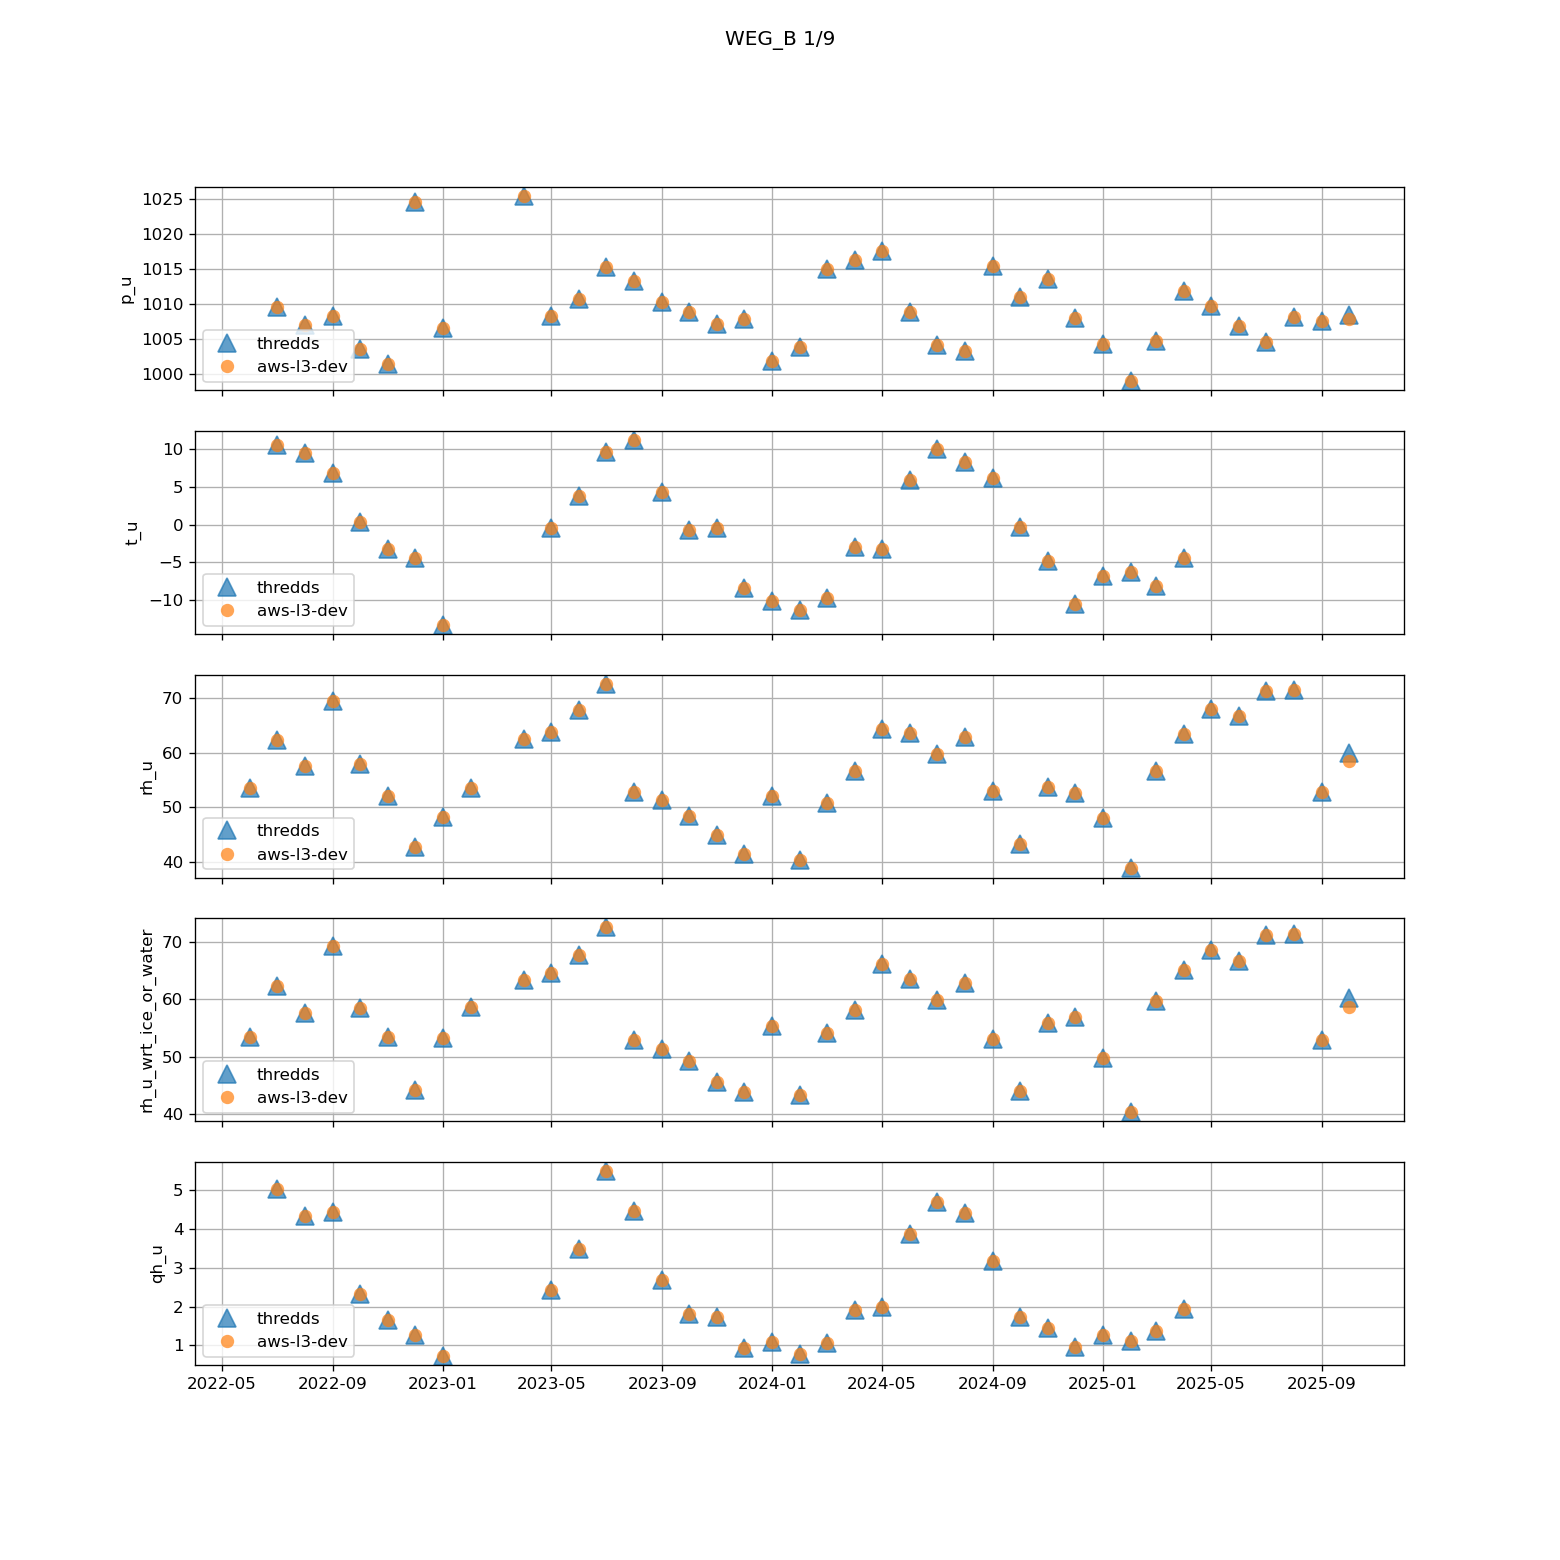 WEG_B 1/9
p_u
1025
1020
1015
1010
1005
1000
thredds
aws-l3-dev
t_u
10
5
0
−5
−10
thredds
aws-l3-dev
rh_u
70
60
50
40
thredds
aws-l3-dev
rh_u_wrt_ice_or_water
70
60
50
40
thredds
aws-l3-dev
qh_u
5
4
3
2
1
thredds
aws-l3-dev
2022-05 2022-09 2023-01 2023-05 2023-09 2024-01 2024-05 2024-09 2025-01 2025-05 2025-09